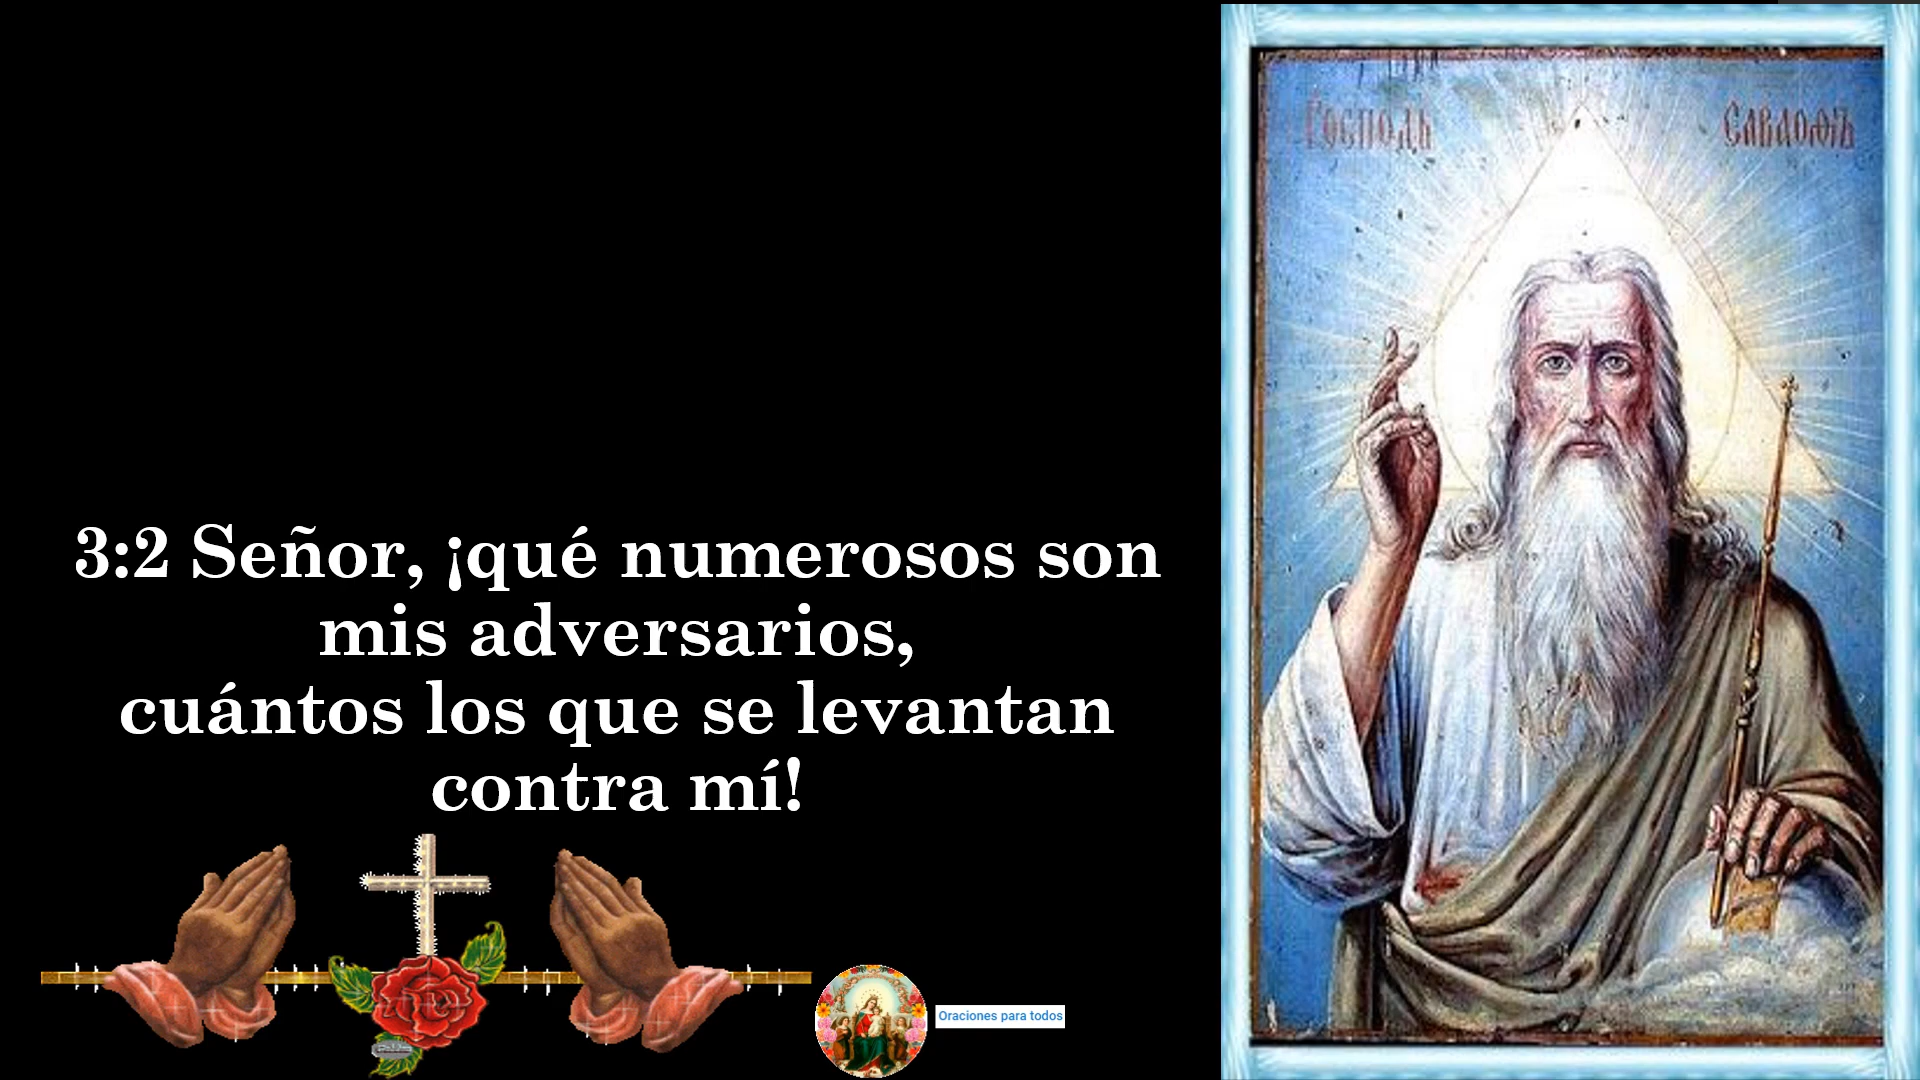 Господь Саваоѳъ
3:2 Señor, ¡qué numerosos son
mis adversarios,
cuántos los que se levantan
contra mí!
Oraciones para todos